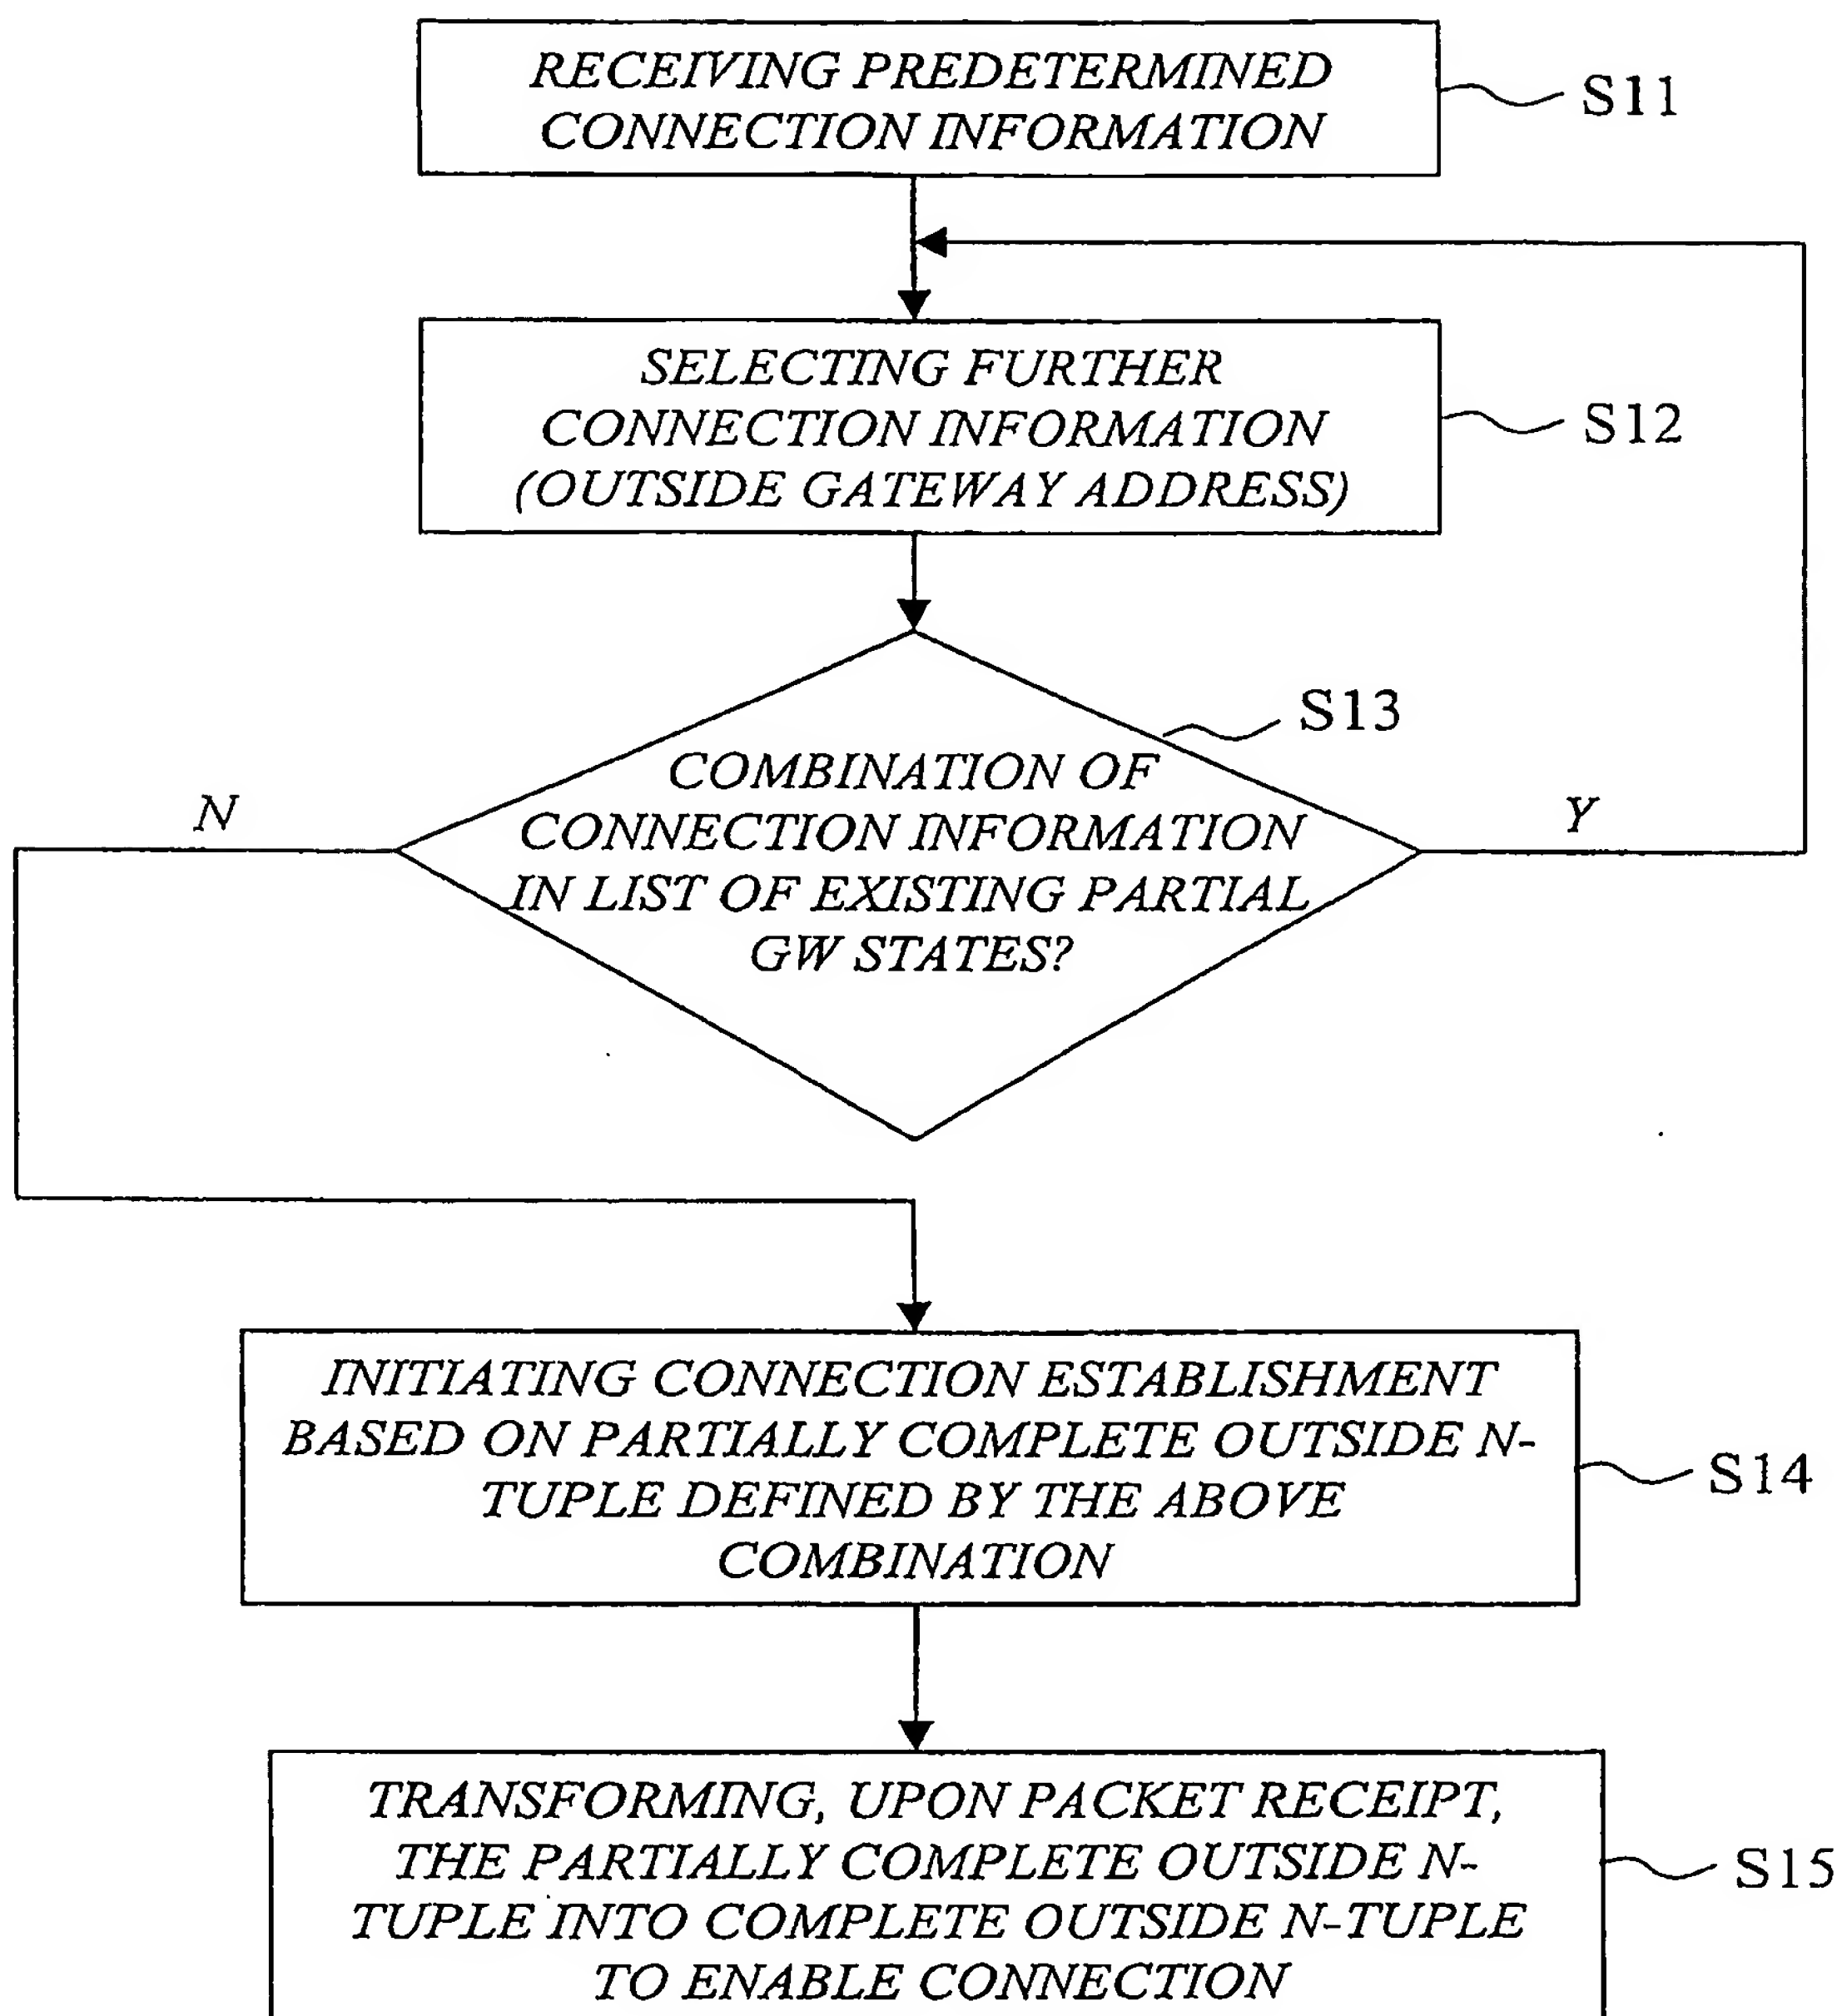 RECEIVING PREDETERMINED
CONNECTION INFORMATION
S11
SELECTING FURTHER
CONNECTION INFORMATION
(OUTSIDE GATEWAY ADDRESS)
S12
S13
COMBINATION OF
CONNECTION INFORMATION
IN LIST OF EXISTING PARTIAL
GW STATES?
N
Y
INITIATING CONNECTION ESTABLISHMENT
BASED ON PARTIALLY COMPLETE OUTSIDE N-
TUPLE DEFINED BY THE ABOVE
COMBINATION
S14
TRANSFORMING, UPON PACKET RECEIPT,
THE PARTIALLY COMPLETE OUTSIDE N-
TUPLE INTO COMPLETE OUTSIDE N-TUPLE
TO ENABLE CONNECTION
S15